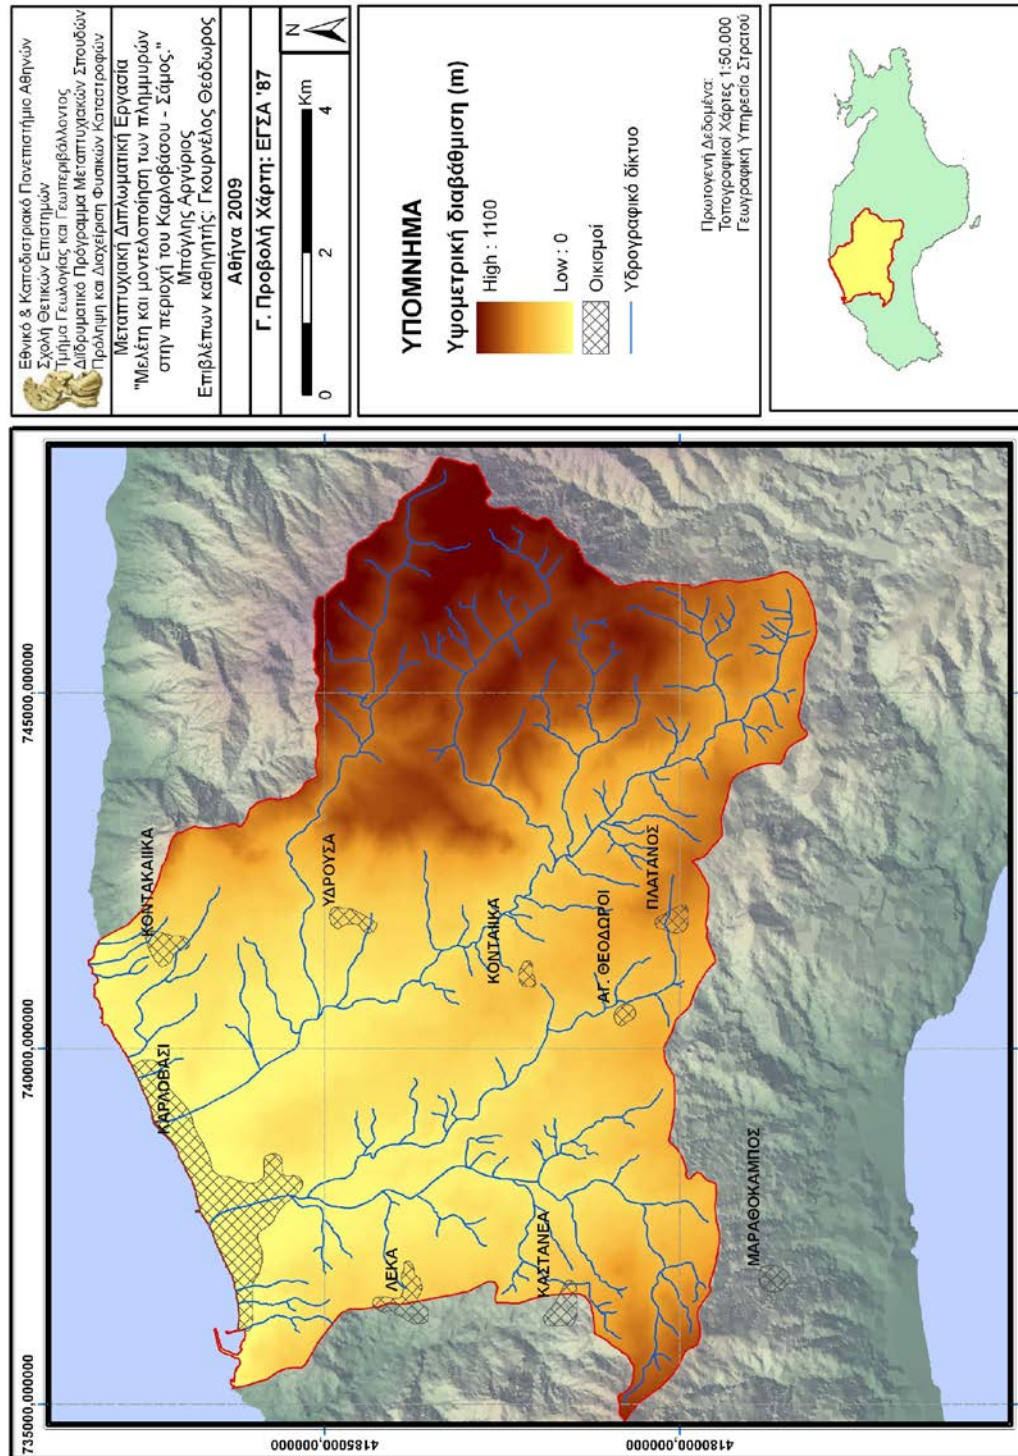 Εθνικό & Καποδιστριακό Πανεπιστήμιο Αθηνών
Σχολή Θετικών Επιστημών
Τμήμα Γεωλογίας και Γεωπεριβάλλοντος
Διϊδρυματικό Πρόγραμμα Μεταπτυχιακών Σπουδών
Πρόληψη και Διαχείριση Φυσικών Καταστροφών
Μεταπτυχιακή Διπλωματική Εργασία
"Μελέτη και μοντελοποίηση των πλημμυρών
στην περιοχή του Καρλοβάσου - Σάμος."
Μπόγλης Αργύριος
Επιβλέπων καθηγητής: Γκουρνέλος Θεόδωρος
Αθήνα 2009
Γ. Προβολή Χάρτη: ΕΓΣΑ '87
0 2 4 Km
N
ΥΠΟΜΝΗΜΑ
Υψομετρική διαβάθμιση (m)
High : 1100
Low : 0
Οικισμοί
Υδρογραφικό δίκτυο
Πρωτογενή Δεδομένα:
Τοπογραφικοί Χάρτες 1:50.000
Γεωγραφική Υπηρεσία Στρατού
735000,000000
740000,000000
745000,000000
4185000,000000
4180000,000000
ΚΑΡΛΟΒΑΣΙ
ΚΟΝΤΑΚΑΙΙΚΑ
ΥΔΡΟΥΣΑ
ΛΕΚΑ
ΚΟΝΤΑΙΙΚΑ
ΚΑΣΤΑΝΕΑ
ΑΓ. ΘΕΟΔΩΡΟΙ
ΠΛΑΤΑΝΟΣ
ΜΑΡΑΘΟΚΑΜΠΟΣ